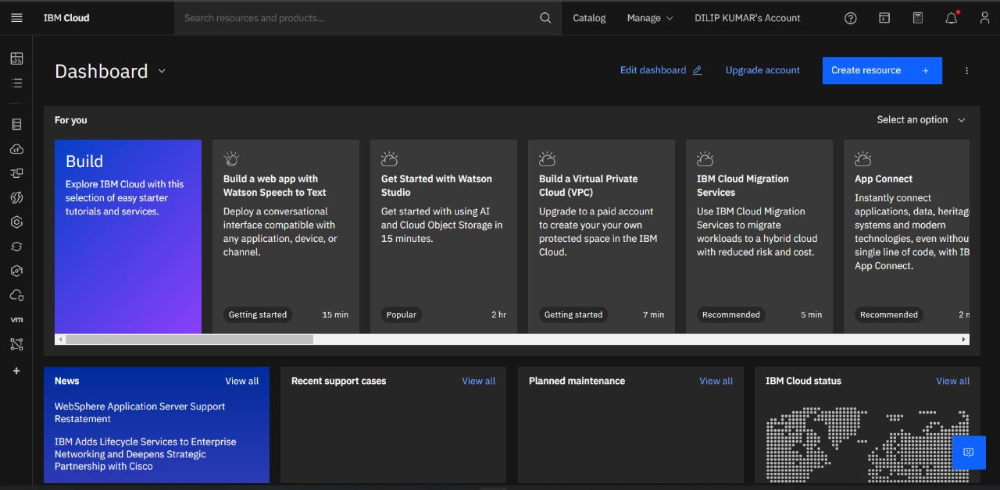 IBM Cloud
Search resources and products...
Catalog
Manage
DILIP KUMAR's Account
Dashboard
Edit dashboard
Upgrade account
Create resource +
For you
Select an option
Build
Explore IBM Cloud with this
selection of easy starter
tutorials and services.
Build a web app with
Watson Speech to Text
Deploy a conversational
interface compatible with
any application, device, or
channel.
Getting started
15 min
Get Started with Watson
Studio
Get started with using AI
and Cloud Object Storage in
15 minutes.
Popular
2 hr
Build a Virtual Private
Cloud (VPC)
Upgrade to a paid account
to create your your own
protected space in the IBM
Cloud.
Getting started
7 min
IBM Cloud Migration
Services
Use IBM Cloud Migration
Services to migrate
workloads to a hybrid cloud
with reduced risk and cost.
Recommended
5 min
App Connect
Instantly connect
applications, data, heritag
systems and modern
technologies, even withou
single line of code, with IB
App Connect.
Recommended
2 m
vm
News
View all
WebSphere Application Server Support
Restatement
IBM Adds Lifecycle Services to Enterprise
Networking and Deepens Strategic
Partnership with Cisco
Recent support cases
View all
Planned maintenance
View all
IBM Cloud status
View all